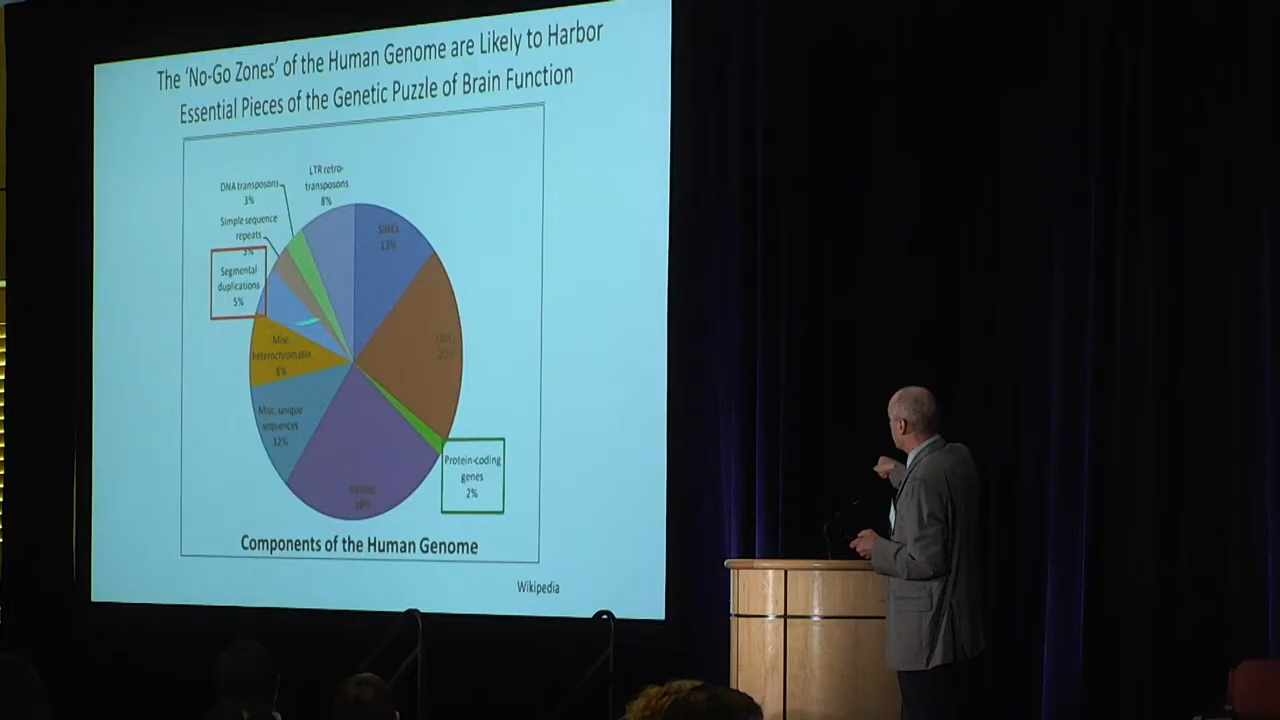 The 'No-Go Zones' of the Human Genome are Likely to Harbor
Essential Pieces of the Genetic Puzzle of Brain Function
LTR retro-
transposons
8%
DNA transposons
3%
Simple sequence
repeats
3%
Segmental
duplications
5%
SINEs
13%
Misc.
heterochromatin
8%
Misc. unique
sequences
12%
Protein-coding
genes
2%
Components of the Human Genome
Wikipedia